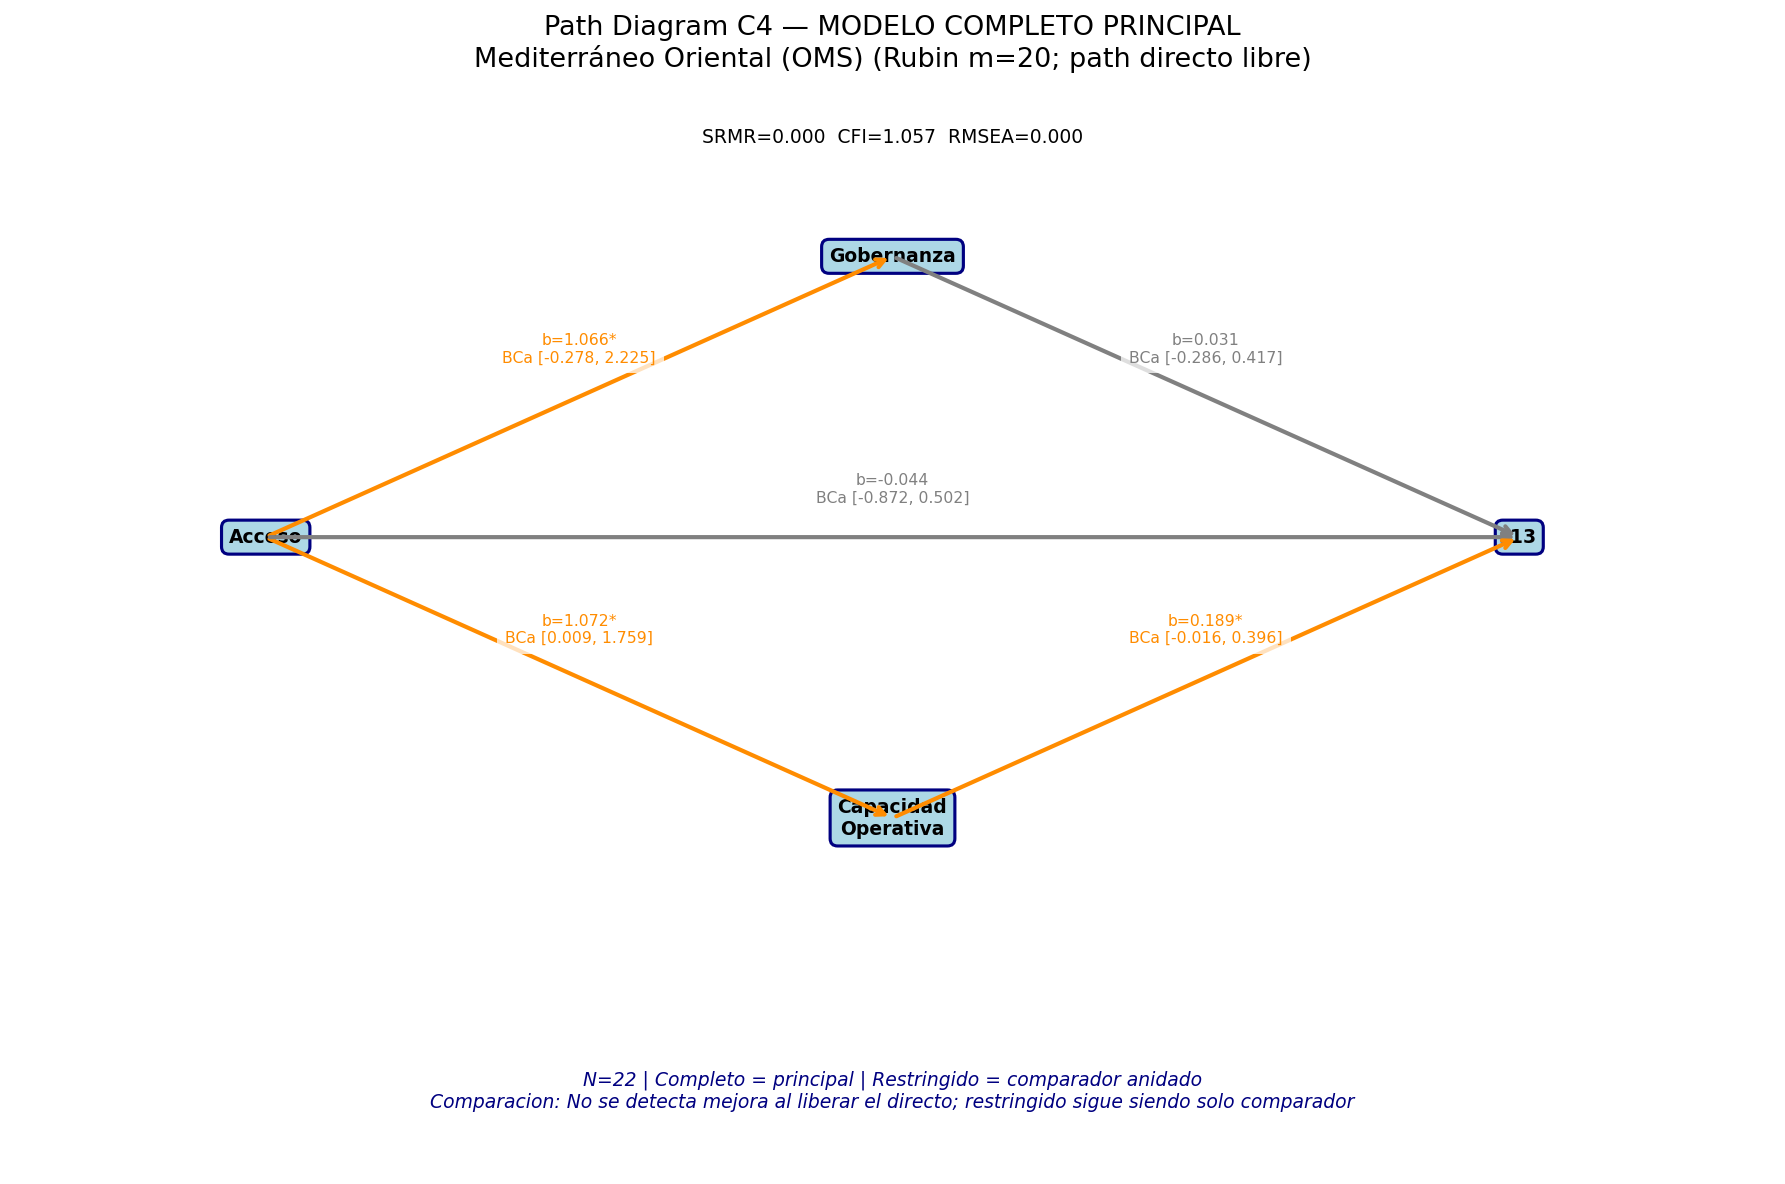 Path Diagram C4 — MODELO COMPLETO PRINCIPAL
Mediterráneo Oriental (OMS) (Rubin m=20; path directo libre)
SRMR=0.000  CFI=1.057  RMSEA=0.000
Gobernanza
b=1.066*
BCa [-0.278, 2.225]
b=0.031
BCa [-0.286, 0.417]
b=-0.044
BCa [-0.872, 0.502]
Acceso
13
b=1.072*
BCa [0.009, 1.759]
b=0.189*
BCa [-0.016, 0.396]
Capacidad
Operativa
N=22 | Completo = principal | Restringido = comparador anidado
Comparacion: No se detecta mejora al liberar el directo; restringido sigue siendo solo comparador